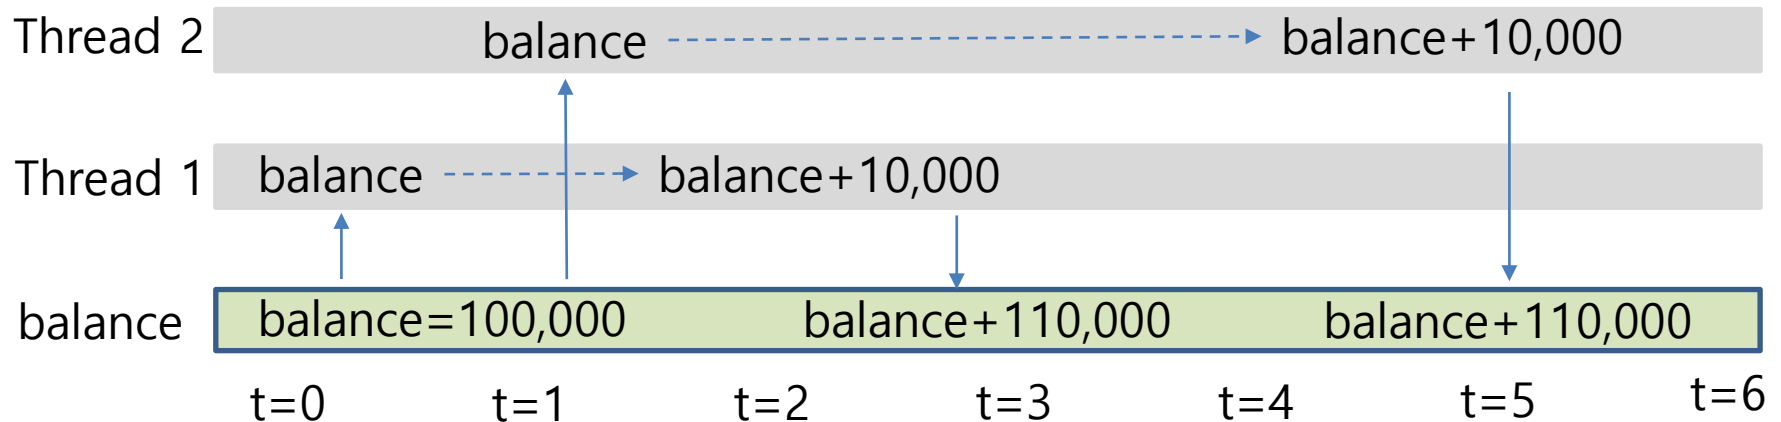 Thread 2 balance balance+10,000
Thread 1 balance balance+10,000
balance balance=100,000 balance+110,000 balance+110,000
t=0 t=1 t=2 t=3 t=4 t=5 t=6